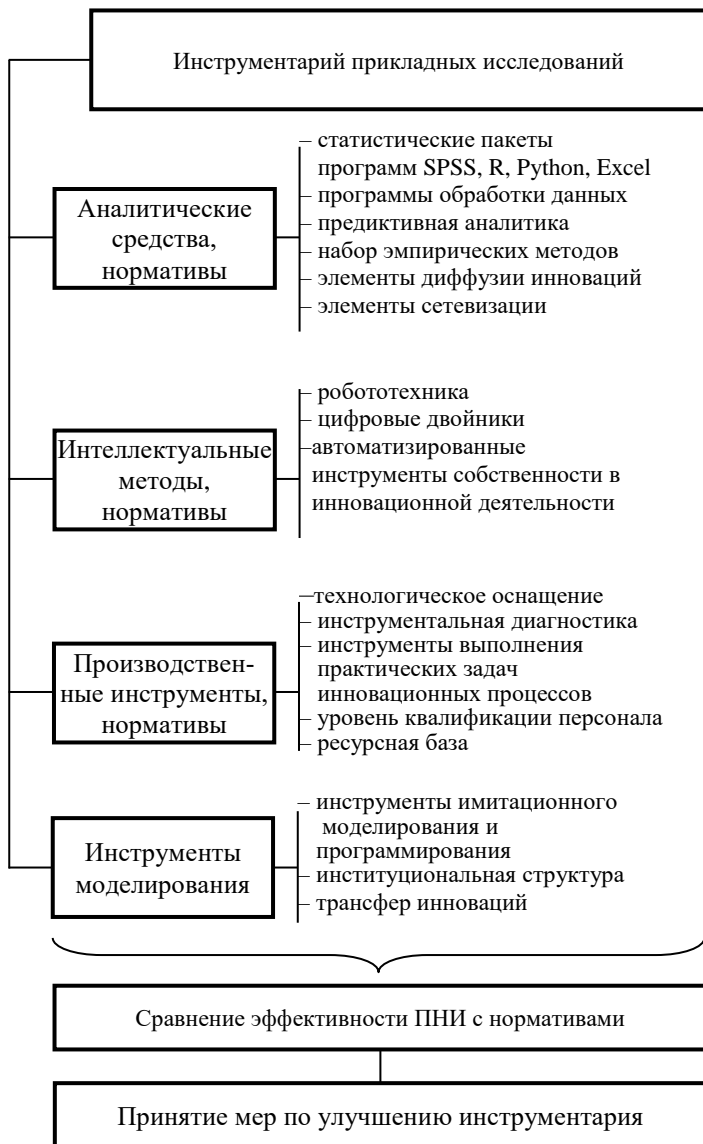 Инструментарий прикладных исследований
Аналитические
средства,
нормативы
– статистические пакеты
программ SPSS, R, Python, Excel
– программы обработки данных
– предиктивная аналитика
– набор эмпирических методов
– элементы диффузии инноваций
– элементы сетевизации
Интеллектуальные
методы,
нормативы
– робототехника
– цифровые двойники
–автоматизированные
инструменты собственности в
инновационной деятельности
Производствен-
ные инструменты,
нормативы
–технологическое оснащение
– инструментальная диагностика
– инструменты выполнения
практических задач
инновационных процессов
– уровень квалификации персонала
– ресурсная база
Инструменты
моделирования
– инструменты имитационного
моделирования и
программирования
– институциональная структура
– трансфер инноваций
Сравнение эффективности ПНИ с нормативами
Принятие мер по улучшению инструментария